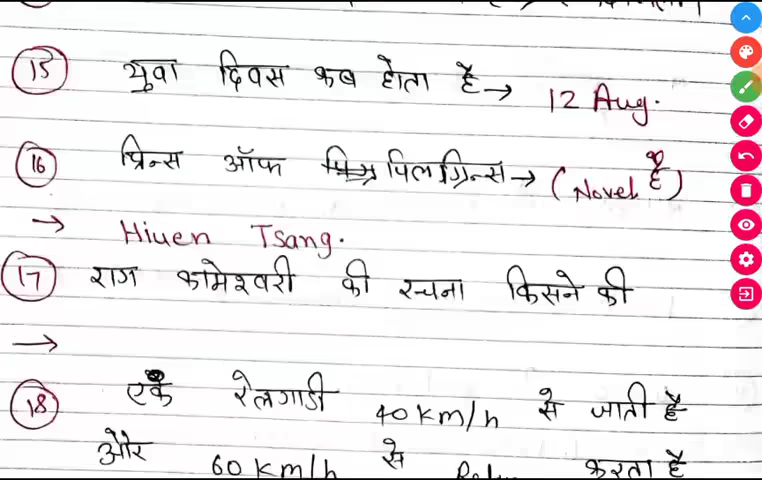 (15) युवा दिवस कब होता है → 12 Aug.
(16) प्रिन्स ऑफ पिलग्रिन्स → (Novel है)
→ Hiuen Tsang.
(17) राग कामेश्वरी की रचना किसने की
→
(18) एक रेलगाडी 40 km/h से जाती है
और 60 km/h से करता है